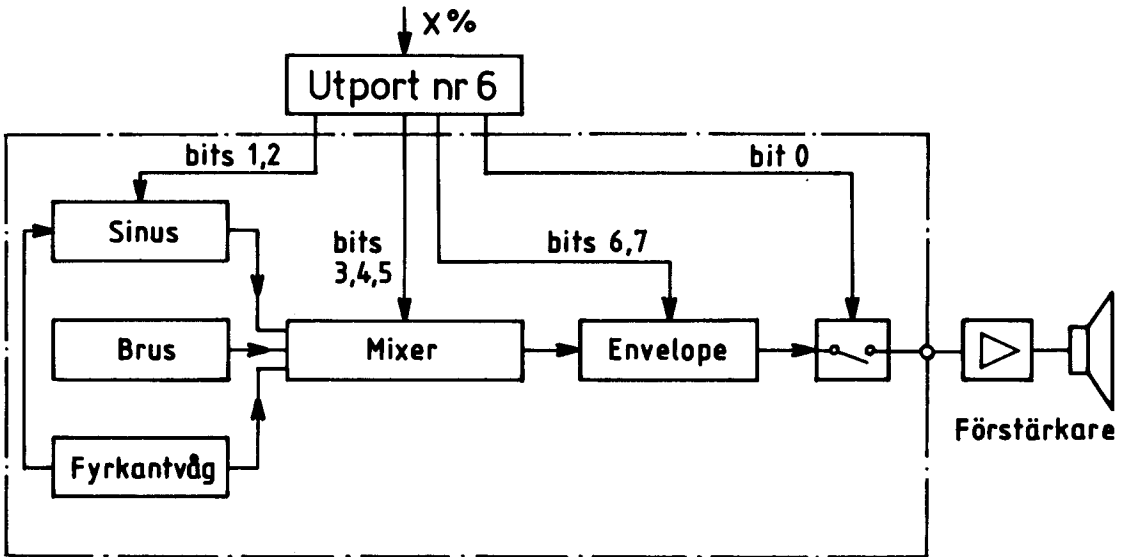 X%
Utport nr 6
bits 1,2
bit 0
Sinus
bits
3,4,5
bits 6,7
Brus
Mixer
Envelope
Förstärkare
Fyrkantvåg